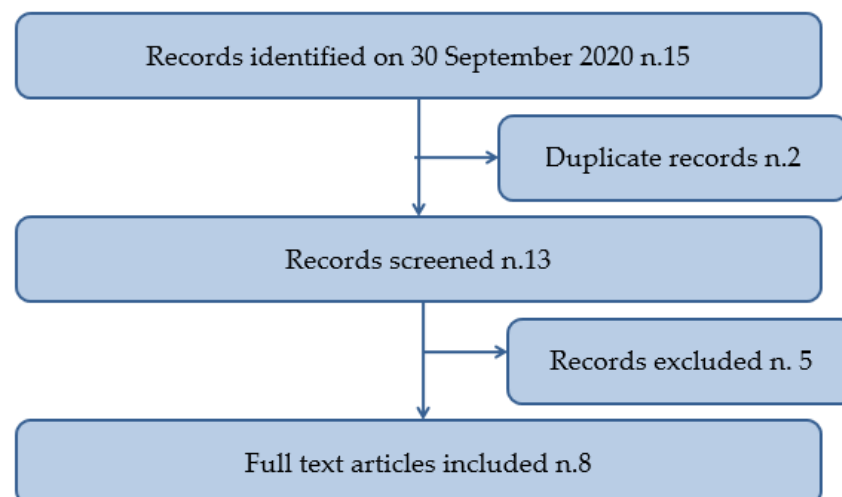 Records identified on 30 September 2020 n.15
Duplicate records n.2
Records screened n.13
Records excluded n. 5
Full text articles included n.8